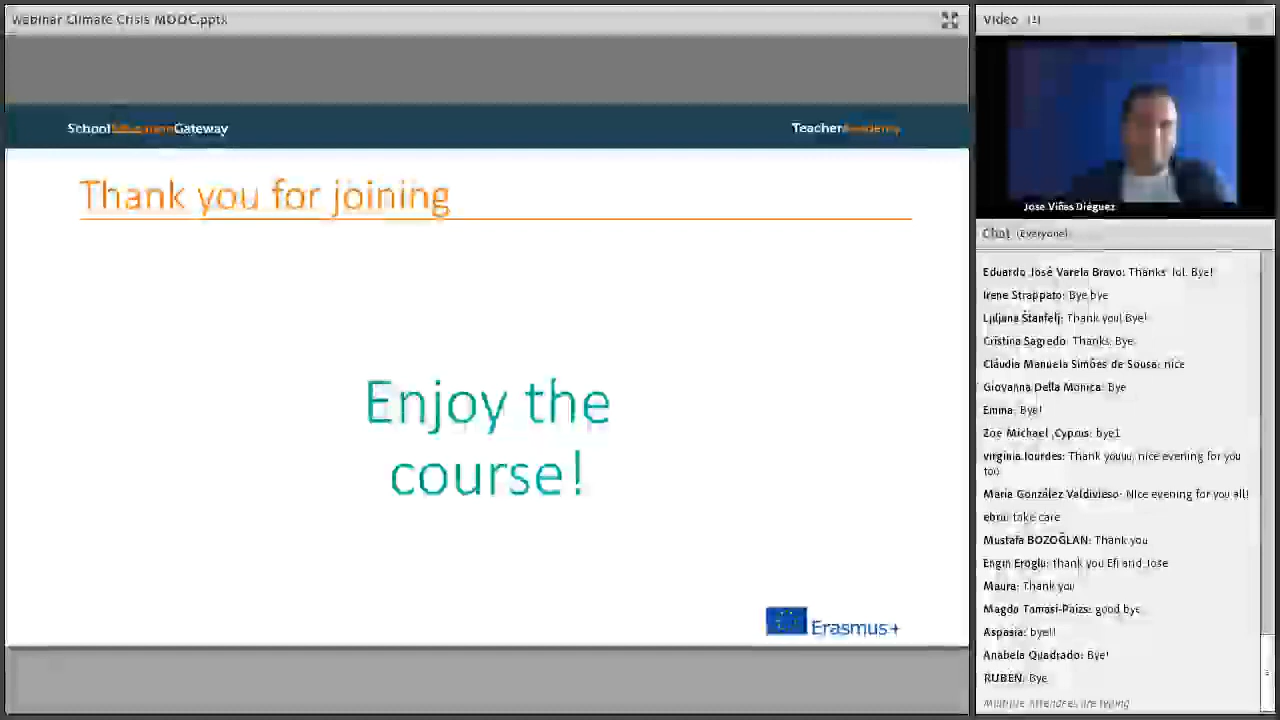 Webinar Climate Crisis MOOC.pptx
School Education Gateway
Teacher Academy
Thank you for joining
Enjoy the
course!
Erasmus+
Video (1)
Jose Viñas Diéguez
Chat (Everyone)
Eduardo José Varela Bravo: Thanks lol. Bye!
Irene Strappato: Bye bye
Ljiljana Štanfelj: Thank you! Bye!
Cristina Sagredo: Thanks. Bye.
Cláudia Manuela Simões de Sousa: nice
Giovanna Della Monica: Bye
Emma: Bye!
Zoe Michael ,Cyprus: bye1
virginia.lourdes: Thank youuu, nice evening for you
too
Maria González Valdivieso: Nice evening for you all!
ebru: take care
Mustafa BOZOĞLAN: Thank you
Engin Eroglu: thank you Efi and Jose
Maura: Thank you
Magdo Tamási-Paizs: good bye
Aspasia: bye!!
Anabela Quadrado: Bye!
RUBEN: Bye
Multiple attendees are typing